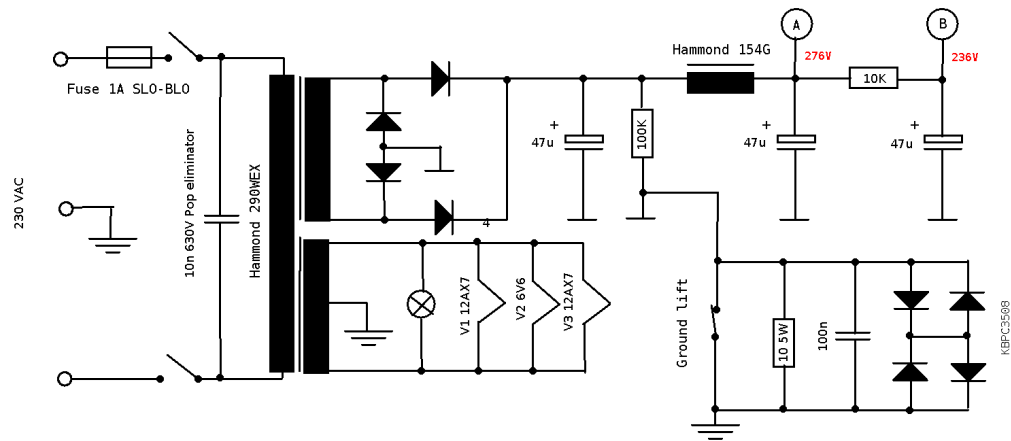 A
B
276V
236V
Hammond 154G
Fuse 1A SLO-BLO
10K
10n 630V Pop eliminator
Hammond 290WEX
230 VAC
+
47u
100K
+
47u
+
47u
4
V1 12AX7
V2 6V6
V3 12AX7
Ground lift
10 5W
100n
KBPC3508